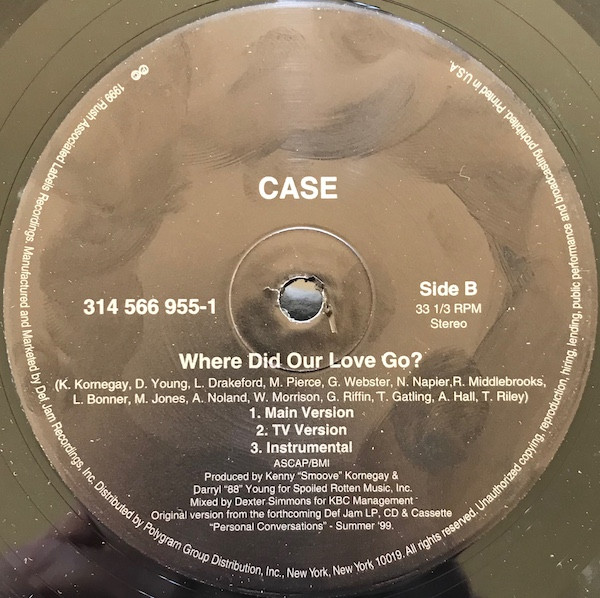 CASE
314 566 955-1
Side B
33 1/3 RPM
Stereo
Where Did Our Love Go?
(K. Kornegay, D. Young, L. Drakeford, M. Pierce, G. Webster, N. Napier,R. Middlebrooks,
L. Bonner, M. Jones, A. Noland, W. Morrison, G. Riffin, T. Gatling, A. Hall, T. Riley)
1. Main Version
2. TV Version
3. Instrumental
ASCAP/BMI
Produced by Kenny "Smoove" Kornegay &
Darryl "88" Young for Spoiled Rotten Music, Inc.
Mixed by Dexter Simmons for KBC Management
Original version from the forthcoming Def Jam LP, CD & Cassette
"Personal Conversations" - Summer '99.
℗ © 1999 Rush Associated Labels Recordings. Manufactured and Marketed by Def Jam Recordings, Inc. Distributed by Polygram Group Distribution, Inc., New York, New York 10019. All rights reserved. Unauthorized copying, reproduction, hiring, lending, public performance and broadcasting prohibited. Printed in U.S.A.